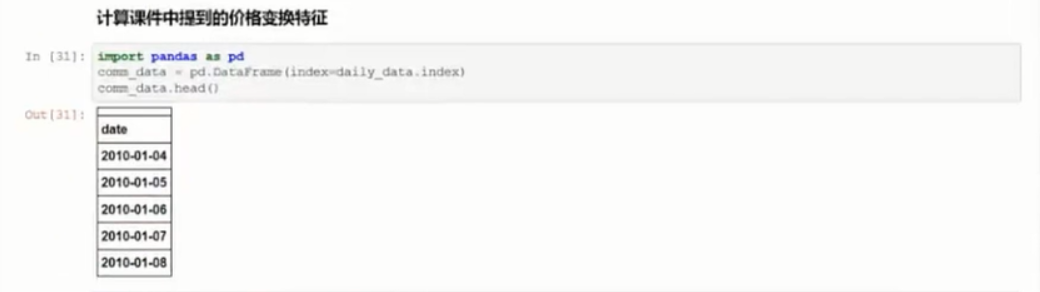 计算课件中提到的价格变换特征
In [31]: import pandas as pd
comm_data = pd.DataFrame(index=daily_data.index)
comm_data.head()
Out[31]:
date
2010-01-04
2010-01-05
2010-01-06
2010-01-07
2010-01-08